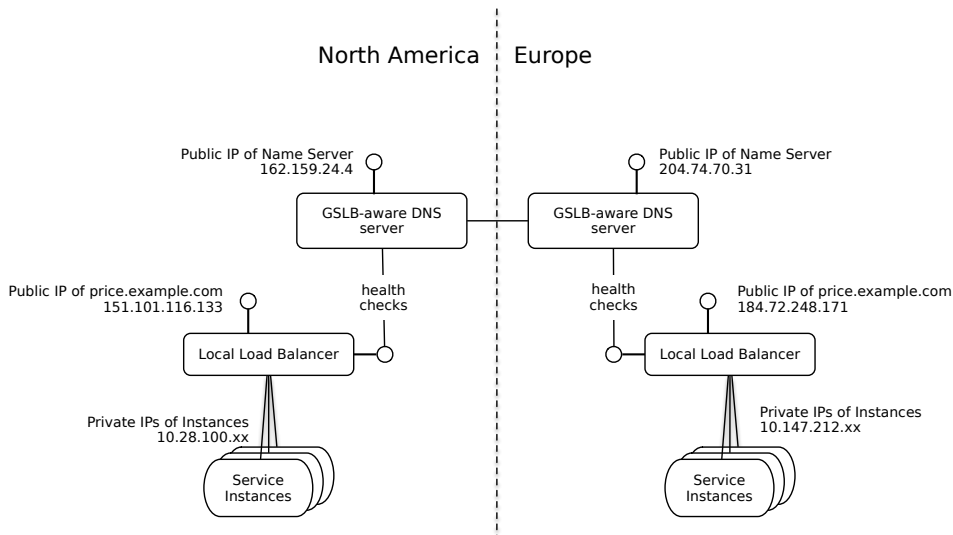 North America
Europe
Public IP of Name Server
162.159.24.4
Public IP of Name Server
204.74.70.31
GSLB-aware DNS
server
GSLB-aware DNS
server
Public IP of price.example.com
151.101.116.133
health
checks
health
checks
Public IP of price.example.com
184.72.248.171
Local Load Balancer
Local Load Balancer
Private IPs of Instances
10.28.100.xx
Private IPs of Instances
10.147.212.xx
Service
Instances
Service
Instances